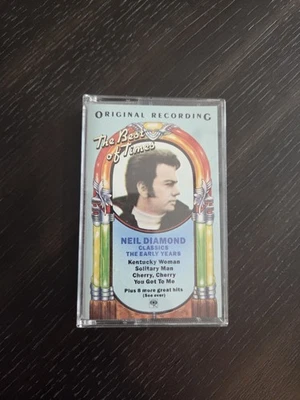 ORIGINAL RECORDING
The Best
of Times
NEIL DIAMOND
CLASSICS
THE EARLY YEARS
Kentucky Woman
Solitary Man
Cherry, Cherry
You Got To Me
Plus 8 more great hits
(See over)